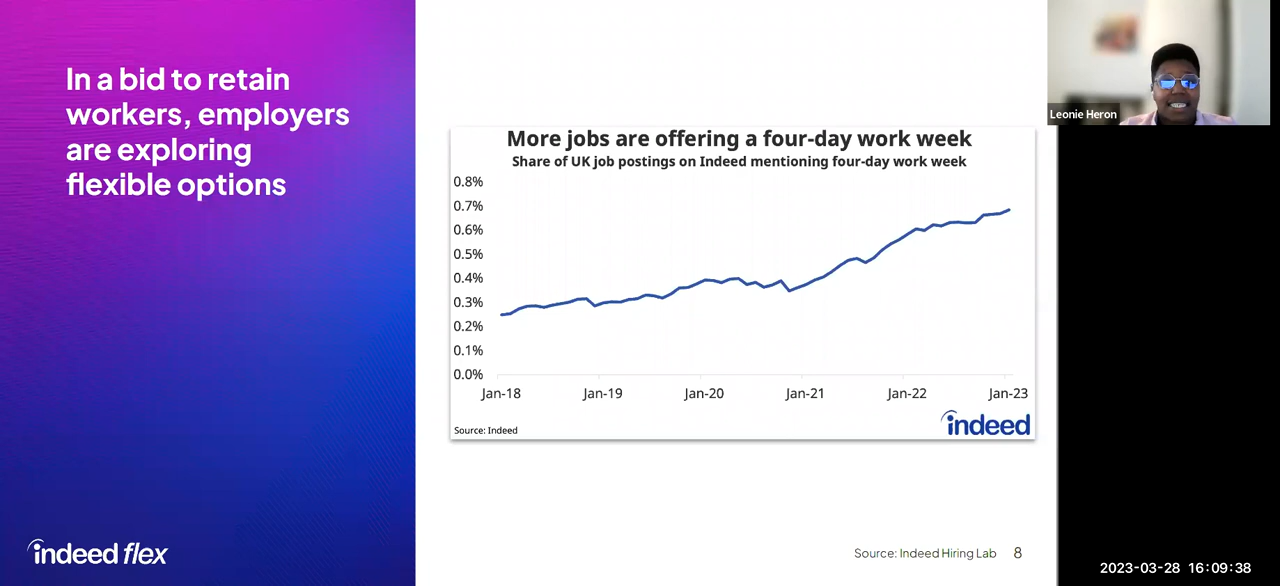 In a bid to retain
workers, employers
are exploring
flexible options
indeed flex
More jobs are offering a four-day work week
Share of UK job postings on Indeed mentioning four-day work week
0.8%
0.7%
0.6%
0.5%
0.4%
0.3%
0.2%
0.1%
0.0%
Jan-18 Jan-19 Jan-20 Jan-21 Jan-22 Jan-23
Source: Indeed
indeed
Source: Indeed Hiring Lab 8
Leonie Heron
2023-03-28 16:09:38